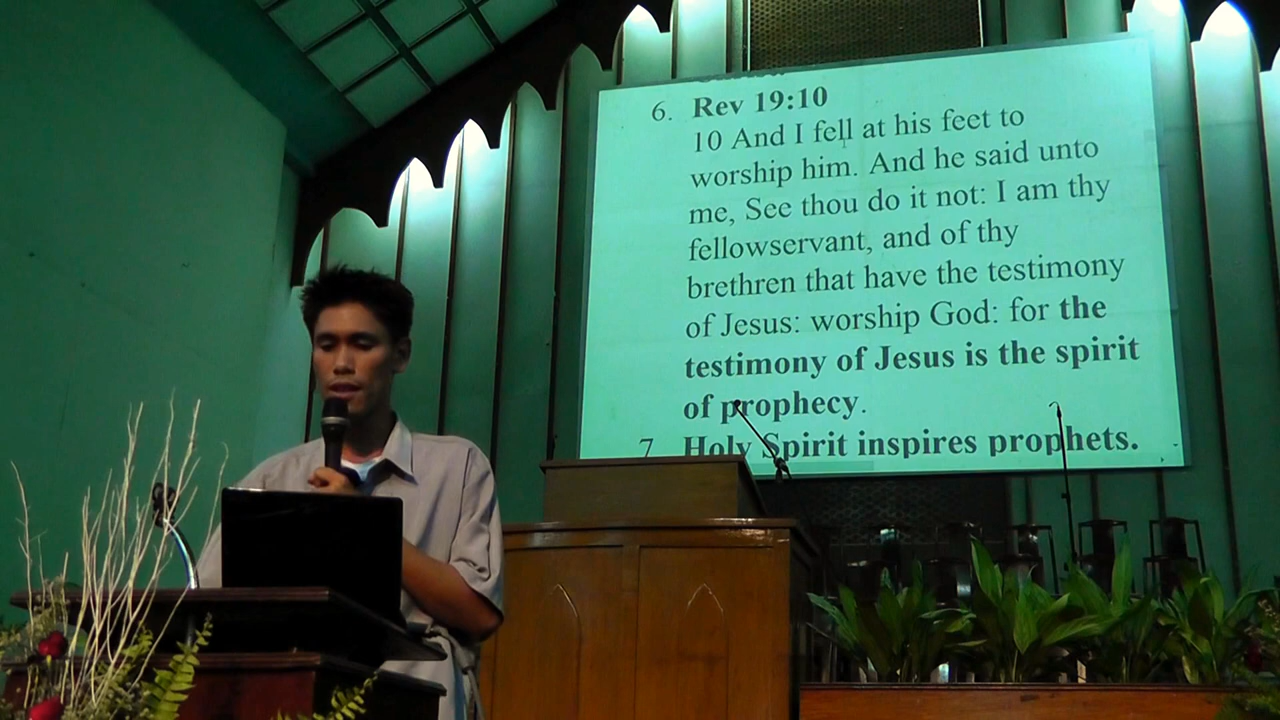 6. Rev 19:10
10 And I fell at his feet to
worship him. And he said unto
me, See thou do it not: I am thy
fellowservant, and of thy
brethren that have the testimony
of Jesus: worship God: for the
testimony of Jesus is the spirit
of prophecy.
7 Holy Spirit inspires prophets.